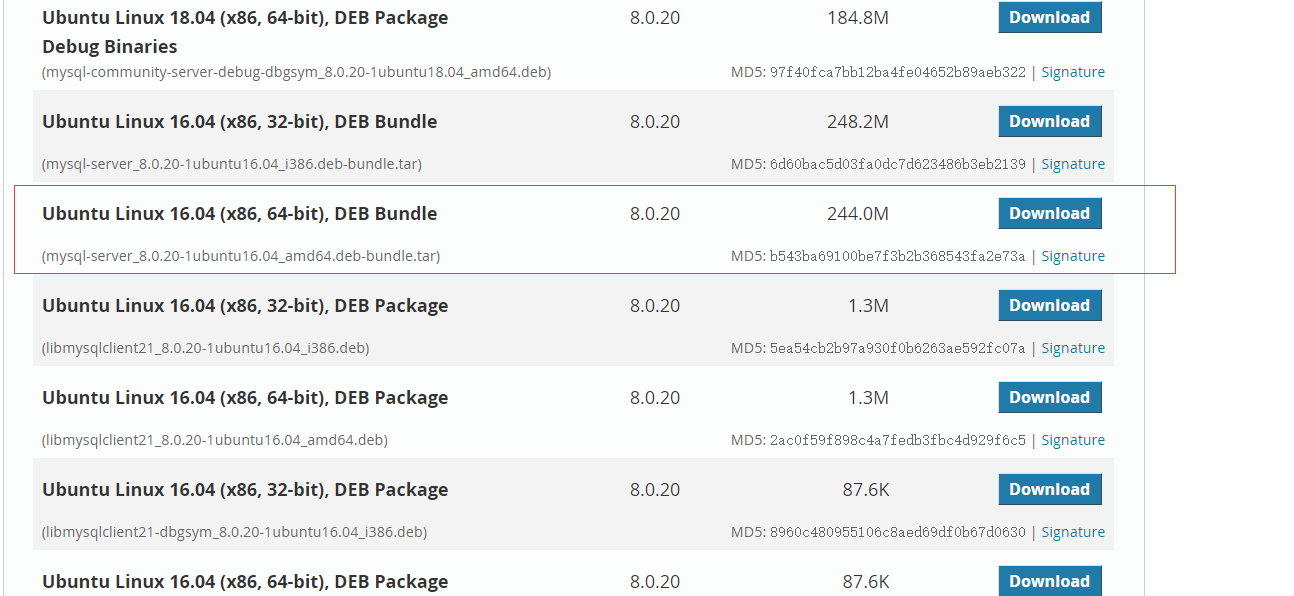 Ubuntu Linux 18.04 (x86, 64-bit), DEB Package 8.0.20 184.8M Download
Debug Binaries
(mysql-community-server-debug-dbgsym_8.0.20-1ubuntu18.04_amd64.deb) MD5: 97f40fca7bb12ba4fe04652b89aeb322 | Signature
Ubuntu Linux 16.04 (x86, 32-bit), DEB Bundle 8.0.20 248.2M Download
(mysql-server_8.0.20-1ubuntu16.04_i386.deb-bundle.tar) MD5: 6d60bac5d03fa0dc7d623486b3eb2139 | Signature
Ubuntu Linux 16.04 (x86, 64-bit), DEB Bundle 8.0.20 244.0M Download
(mysql-server_8.0.20-1ubuntu16.04_amd64.deb-bundle.tar) MD5: b543ba69100be7f3b2b368543fa2e73a | Signature
Ubuntu Linux 16.04 (x86, 32-bit), DEB Package 8.0.20 1.3M Download
(libmysqlclient21_8.0.20-1ubuntu16.04_i386.deb) MD5: 5ea54cb2b97a930f0b6263ae592fc07a | Signature
Ubuntu Linux 16.04 (x86, 64-bit), DEB Package 8.0.20 1.3M Download
(libmysqlclient21_8.0.20-1ubuntu16.04_amd64.deb) MD5: 2ac0f59f898c4a7fedb3fbc4d929f6c5 | Signature
Ubuntu Linux 16.04 (x86, 32-bit), DEB Package 8.0.20 87.6K Download
(libmysqlclient21-dbgsym_8.0.20-1ubuntu16.04_i386.deb) MD5: 8960c480955106c8aed69df0b67d0630 | Signature
Ubuntu Linux 16.04 (x86, 64-bit), DEB Package 8.0.20 87.6K Download